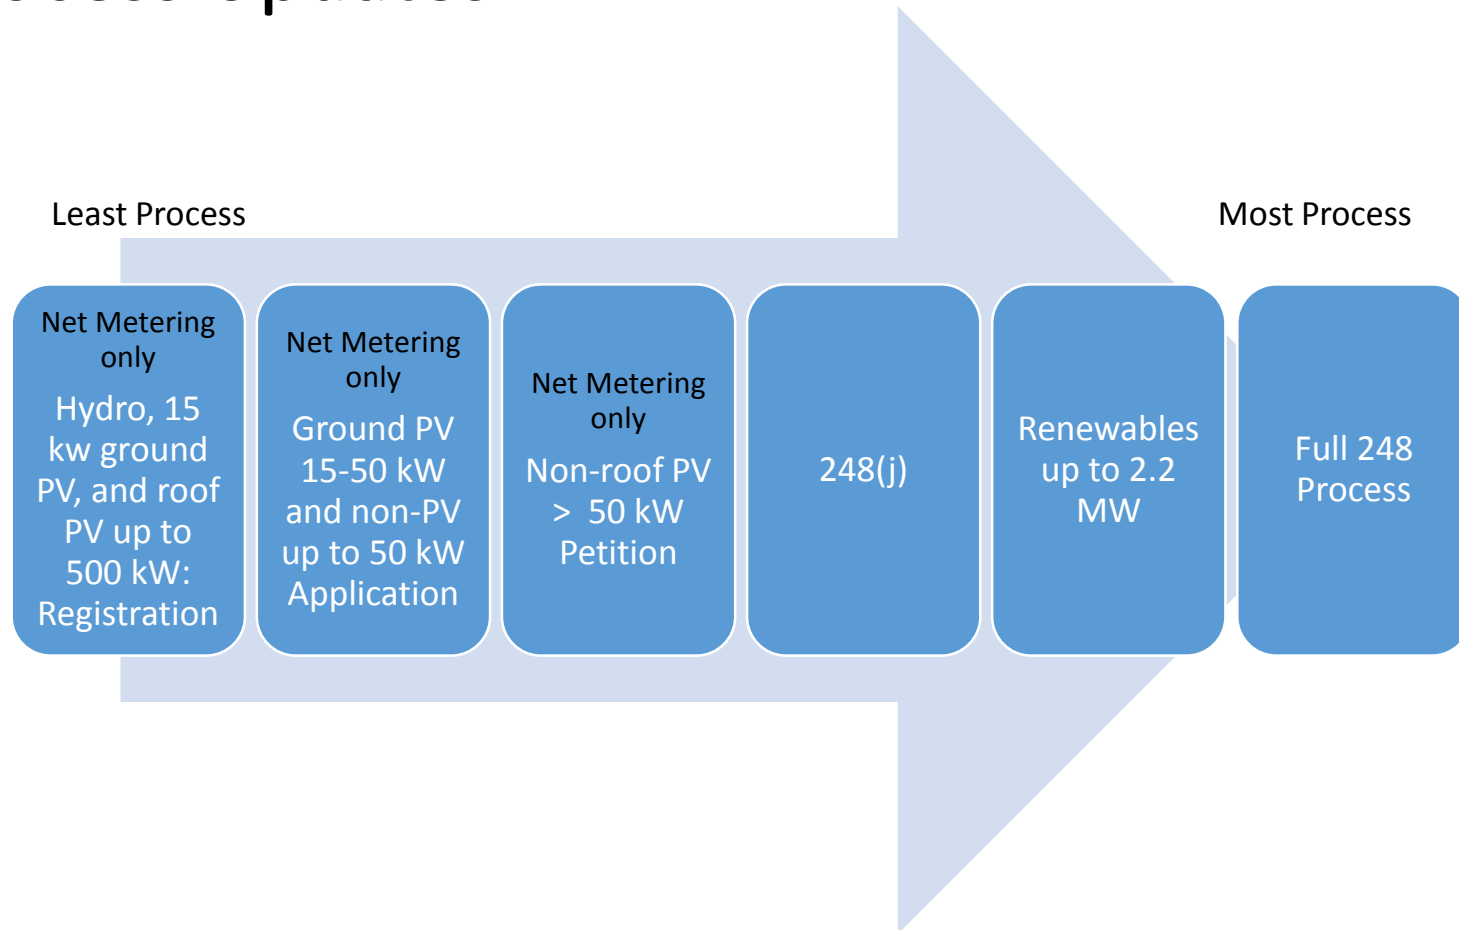 Least Process
Most Process
Net Metering
only
Hydro, 15
kw ground
PV, and roof
PV up to
500 kW:
Registration
Net Metering
only
Ground PV
15-50 kW
and non-PV
up to 50 kW
Application
Net Metering
only
Non-roof PV
> 50 kW
Petition
248(j)
Renewables
up to 2.2
MW
Full 248
Process